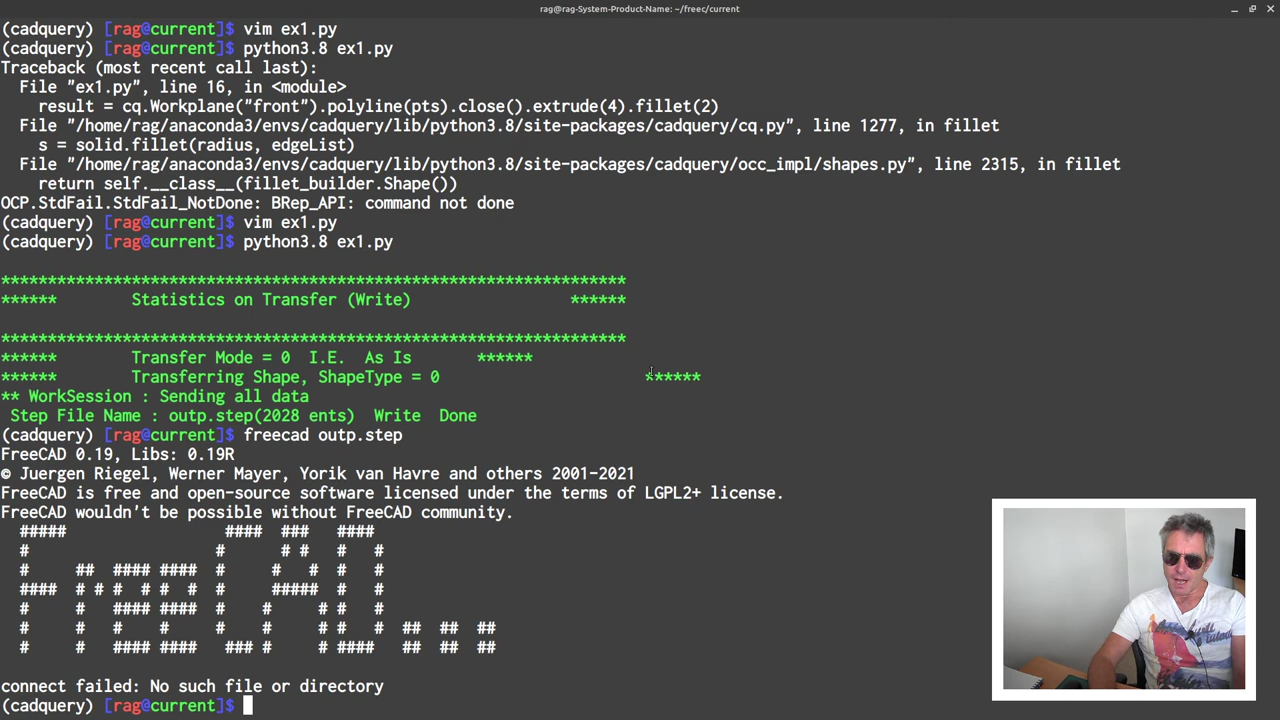 rag@rag-System-Product-Name: ~/freec/current
(cadquery) [rag@current]$ vim ex1.py
(cadquery) [rag@current]$ python3.8 ex1.py
Traceback (most recent call last):
  File "ex1.py", line 16, in <module>
    result = cq.Workplane("front").polyline(pts).close().extrude(4).fillet(2)
  File "/home/rag/anaconda3/envs/cadquery/lib/python3.8/site-packages/cadquery/cq.py", line 1277, in fillet
    s = solid.fillet(radius, edgeList)
  File "/home/rag/anaconda3/envs/cadquery/lib/python3.8/site-packages/cadquery/occ_impl/shapes.py", line 2315, in fillet
    return self.__class__(fillet_builder.Shape())
OCP.StdFail.StdFail_NotDone: BRep_API: command not done
(cadquery) [rag@current]$ vim ex1.py
(cadquery) [rag@current]$ python3.8 ex1.py
*******************************************************************
****** Statistics on Transfer (Write) ******
*******************************************************************
****** Transfer Mode = 0 I.E. As Is ******
****** Transferring Shape, ShapeType = 0 ******
** WorkSession : Sending all data
Step File Name : outp.step(2028 ents) Write Done
(cadquery) [rag@current]$ freecad outp.step
FreeCAD 0.19, Libs: 0.19R
© Juergen Riegel, Werner Mayer, Yorik van Havre and others 2001-2021
FreeCAD is free and open-source software licensed under the terms of LGPL2+ license.
FreeCAD wouldn't be possible without FreeCAD community.
  #####                 ####  ###   ####
  #                    #      # #   #   #
  #     ##  #### ####  #     #   #  #   #
  ####  # # #  # #  #  #     #####  #   #
  #     #   #### ####  #    #     # #   #
  #     #   #    #     #    #     # #   #  ##  ##  ##
  #     #   #### ####  ### #     # ####   ##  ##  ##
connect failed: No such file or directory
(cadquery) [rag@current]$